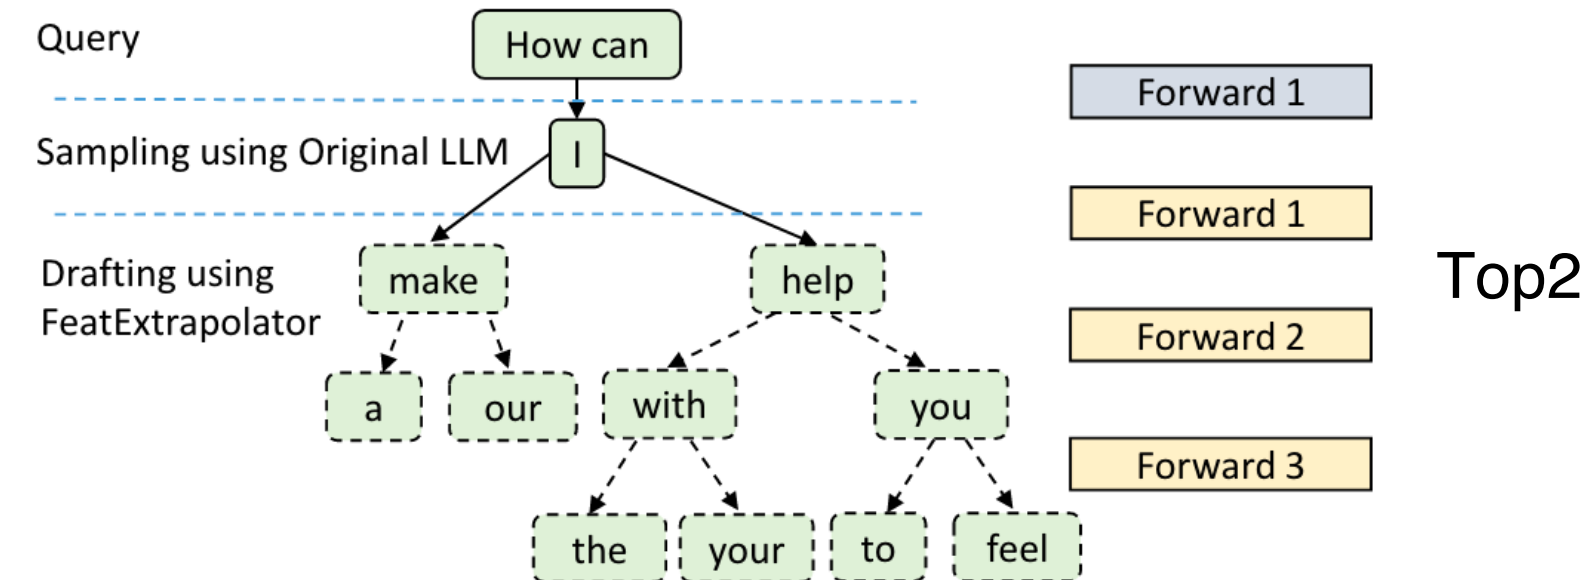 Query
How can
Forward 1
Sampling using Original LLM
I
Forward 1
Drafting using
FeatExtrapolator
make
help
Top2
Forward 2
a
our
with
you
Forward 3
the
your
to
feel